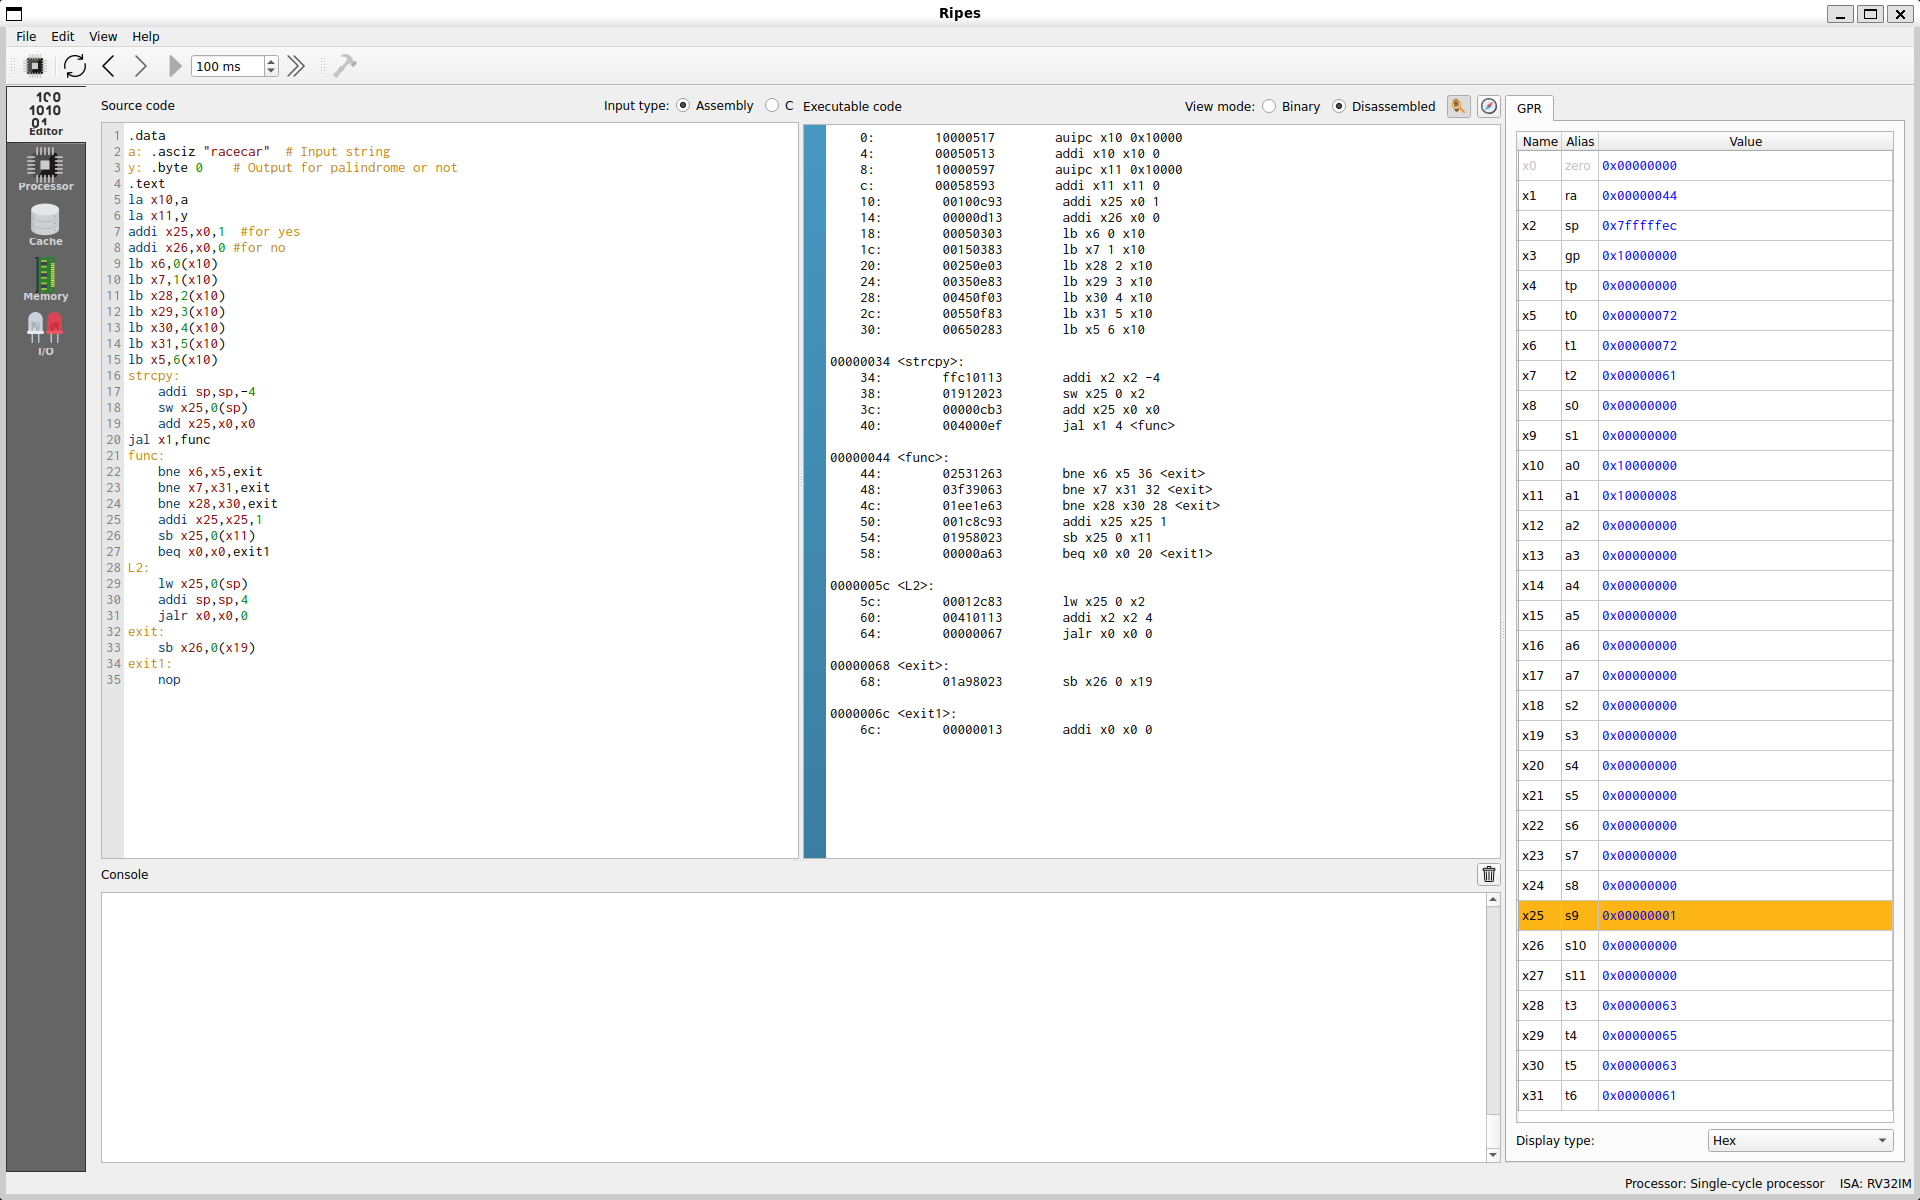 Ripes
File Edit View Help
100 ms
Editor
Processor
Cache
Memory
I/O
Source code Input type: Assembly C
1 .data
2 a: .asciz "racecar"  # Input string
3 y: .byte 0    # Output for palindrome or not
4 .text
5 la x10,a
6 la x11,y
7 addi x25,x0,1  #for yes
8 addi x26,x0,0 #for no
9 lb x6,0(x10)
10 lb x7,1(x10)
11 lb x28,2(x10)
12 lb x29,3(x10)
13 lb x30,4(x10)
14 lb x31,5(x10)
15 lb x5,6(x10)
16 strcpy:
17     addi sp,sp,-4
18     sw x25,0(sp)
19     add x25,x0,x0
20 jal x1,func
21 func:
22     bne x6,x5,exit
23     bne x7,x31,exit
24     bne x28,x30,exit
25     addi x25,x25,1
26     sb x25,0(x11)
27     beq x0,x0,exit1
28 L2:
29     lw x25,0(sp)
30     addi sp,sp,4
31     jalr x0,x0,0
32 exit:
33     sb x26,0(x19)
34 exit1:
35     nop
Executable code View mode: Binary Disassembled
0: 10000517 auipc x10 0x10000
4: 00050513 addi x10 x10 0
8: 10000597 auipc x11 0x10000
c: 00058593 addi x11 x11 0
10: 00100c93 addi x25 x0 1
14: 00000d13 addi x26 x0 0
18: 00050303 lb x6 0 x10
1c: 00150383 lb x7 1 x10
20: 00250e03 lb x28 2 x10
24: 00350e83 lb x29 3 x10
28: 00450f03 lb x30 4 x10
2c: 00550f83 lb x31 5 x10
30: 00650283 lb x5 6 x10
00000034 <strcpy>:
34: ffc10113 addi x2 x2 -4
38: 01912023 sw x25 0 x2
3c: 00000cb3 add x25 x0 x0
40: 004000ef jal x1 4 <func>
00000044 <func>:
44: 02531263 bne x6 x5 36 <exit>
48: 03f39063 bne x7 x31 32 <exit>
4c: 01ee1e63 bne x28 x30 28 <exit>
50: 001c8c93 addi x25 x25 1
54: 01958023 sb x25 0 x11
58: 00000a63 beq x0 x0 20 <exit1>
0000005c <L2>:
5c: 00012c83 lw x25 0 x2
60: 00410113 addi x2 x2 4
64: 00000067 jalr x0 x0 0
00000068 <exit>:
68: 01a98023 sb x26 0 x19
0000006c <exit1>:
6c: 00000013 addi x0 x0 0
Console
GPR
Name Alias Value
x0 zero 0x00000000
x1 ra 0x00000044
x2 sp 0x7fffffec
x3 gp 0x10000000
x4 tp 0x00000000
x5 t0 0x00000072
x6 t1 0x00000072
x7 t2 0x00000061
x8 s0 0x00000000
x9 s1 0x00000000
x10 a0 0x10000000
x11 a1 0x10000008
x12 a2 0x00000000
x13 a3 0x00000000
x14 a4 0x00000000
x15 a5 0x00000000
x16 a6 0x00000000
x17 a7 0x00000000
x18 s2 0x00000000
x19 s3 0x00000000
x20 s4 0x00000000
x21 s5 0x00000000
x22 s6 0x00000000
x23 s7 0x00000000
x24 s8 0x00000000
x25 s9 0x00000001
x26 s10 0x00000000
x27 s11 0x00000000
x28 t3 0x00000063
x29 t4 0x00000065
x30 t5 0x00000063
x31 t6 0x00000061
Display type: Hex
Processor: Single-cycle processor ISA: RV32IM